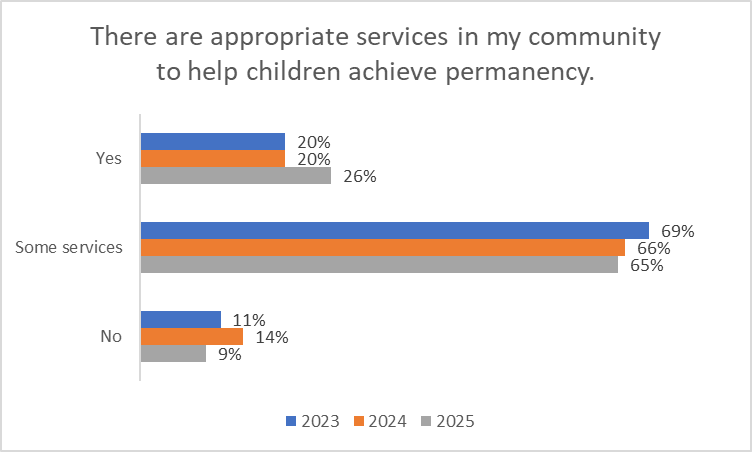 There are appropriate services in my community
to help children achieve permanency.
Yes
20%
20%
26%
Some services
69%
66%
65%
No
11%
14%
9%
2023 2024 2025